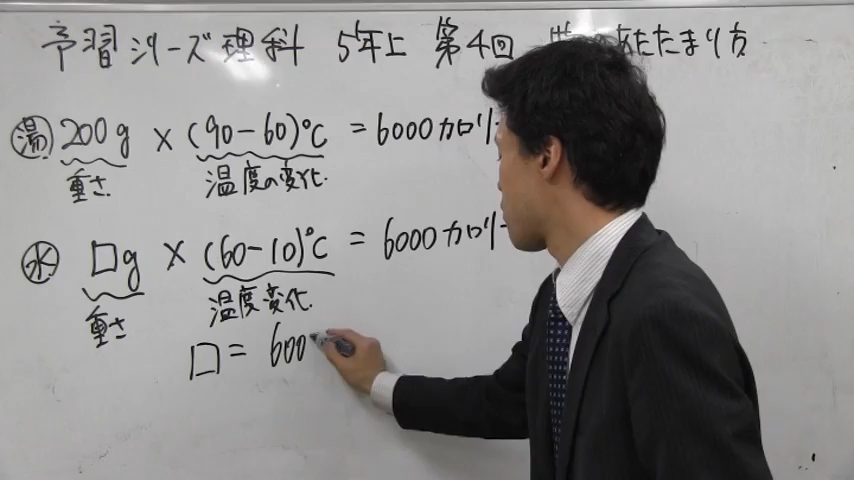 予習シリーズ理科 5年上 第4回 あたたまり方
湯 200g × (90-60)℃ = 6000カロリ
重さ 温度の変化
水 □g × (60-10)℃ = 6000カロリ
重さ 温度変化
□ = 600